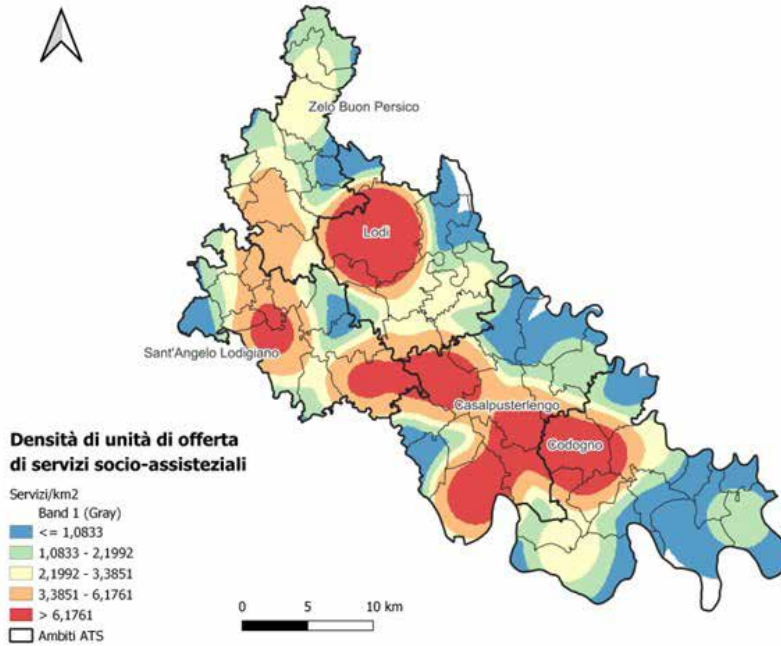 Zelo Buon Persico
Lodi
Sant'Angelo Lodigiano
Casalpusterlengo
Codogno
Densità di unità di offerta
di servizi socio-assisteziali
Servizi/km2
Band 1 (Gray)
<= 1,0833
1,0833 - 2,1992
2,1992 - 3,3851
3,3851 - 6,1761
> 6,1761
Ambiti ATS
0 5 10 km